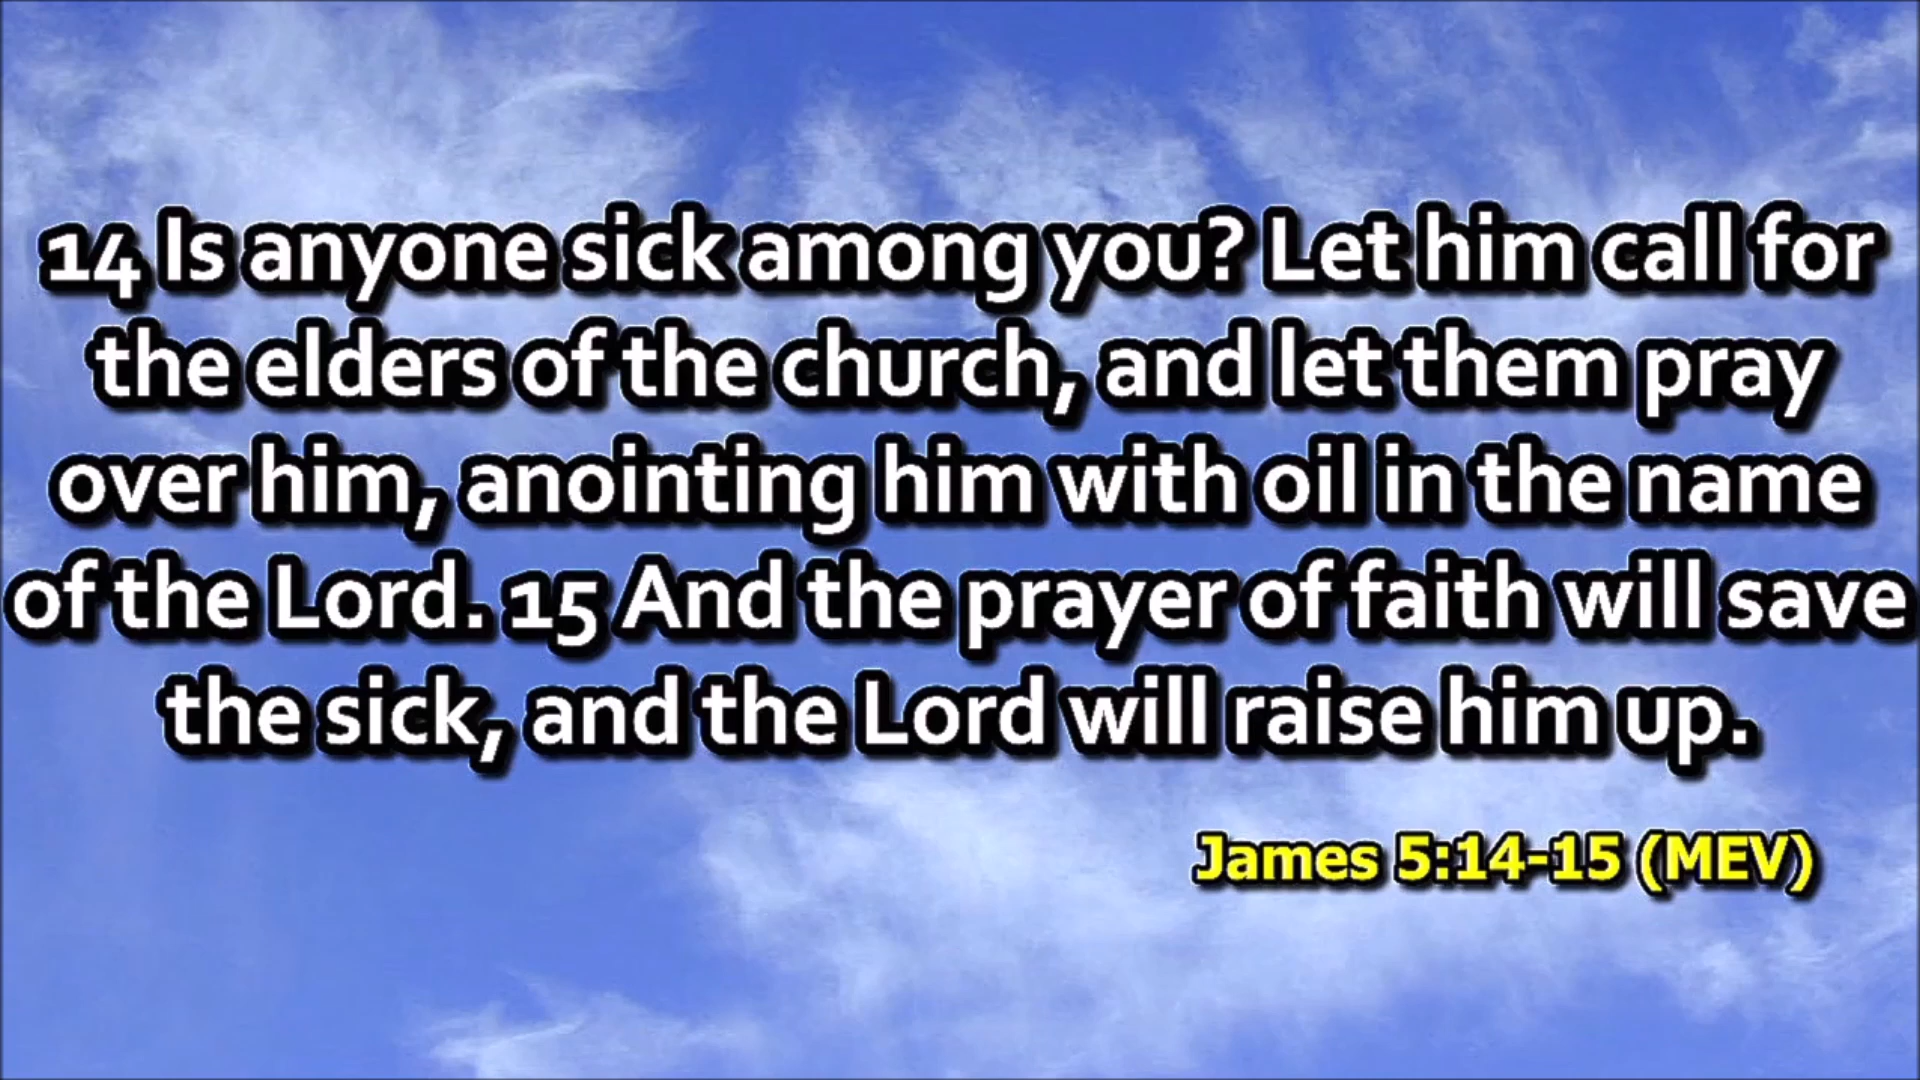 14 Is anyone sick among you? Let him call for
the elders of the church, and let them pray
over him, anointing him with oil in the name
of the Lord. 15 And the prayer of faith will save
the sick, and the Lord will raise him up.
James 5:14-15 (MEV)